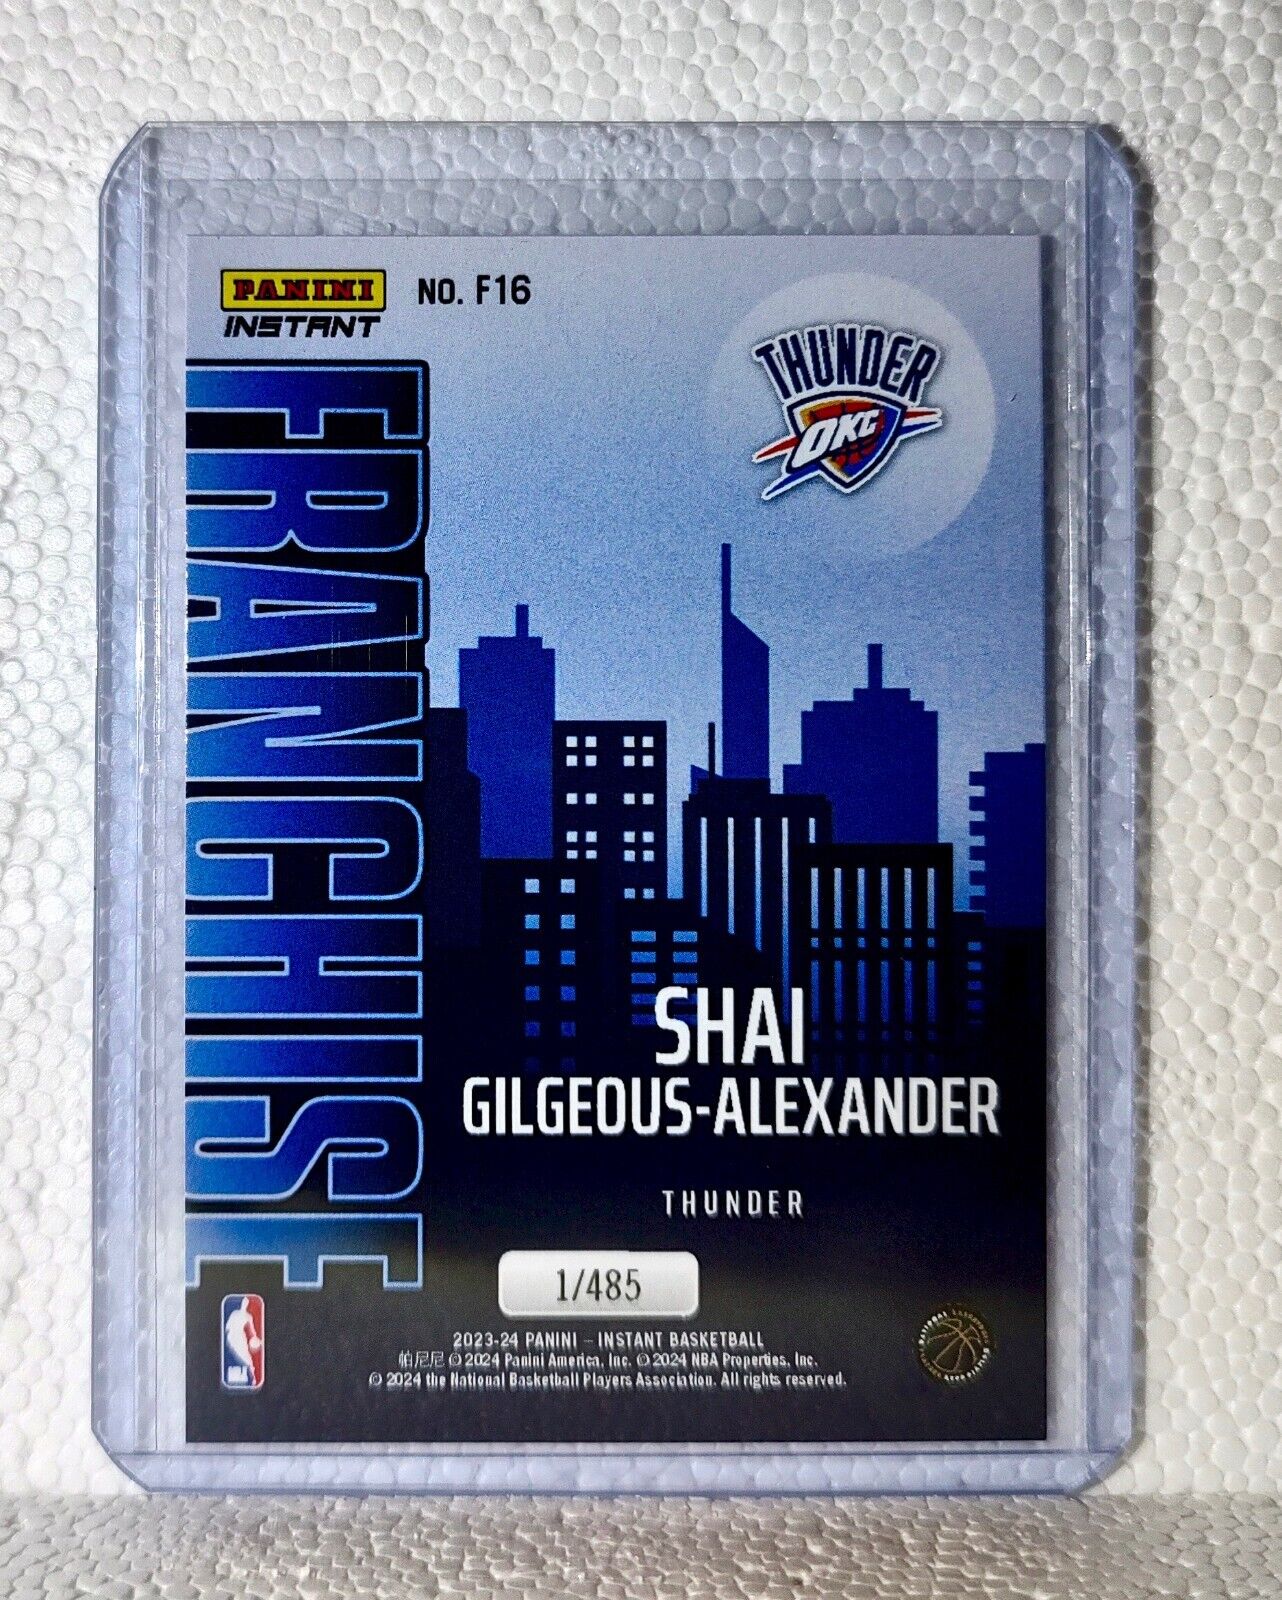 PANINI
INSTANT
NO. F16
THUNDER
OKC
FRANCHISE
SHAI
GILGEOUS-ALEXANDER
THUNDER
1/485
2023-24 PANINI – INSTANT BASKETBALL
帕尼尼 © 2024 Panini America, Inc. © 2024 NBA Properties, Inc.
© 2024 the National Basketball Players Association. All rights reserved.
NBA